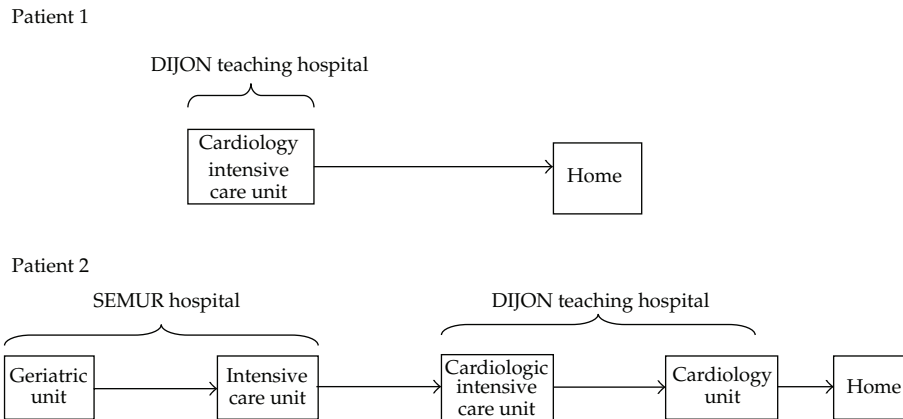 Patient 1
DIJON teaching hospital
Cardiology
intensive
care unit
Home
Patient 2
SEMUR hospital
DIJON teaching hospital
Geriatric
unit
Intensive
care unit
Cardiologic
intensive
care unit
Cardiology
unit
Home